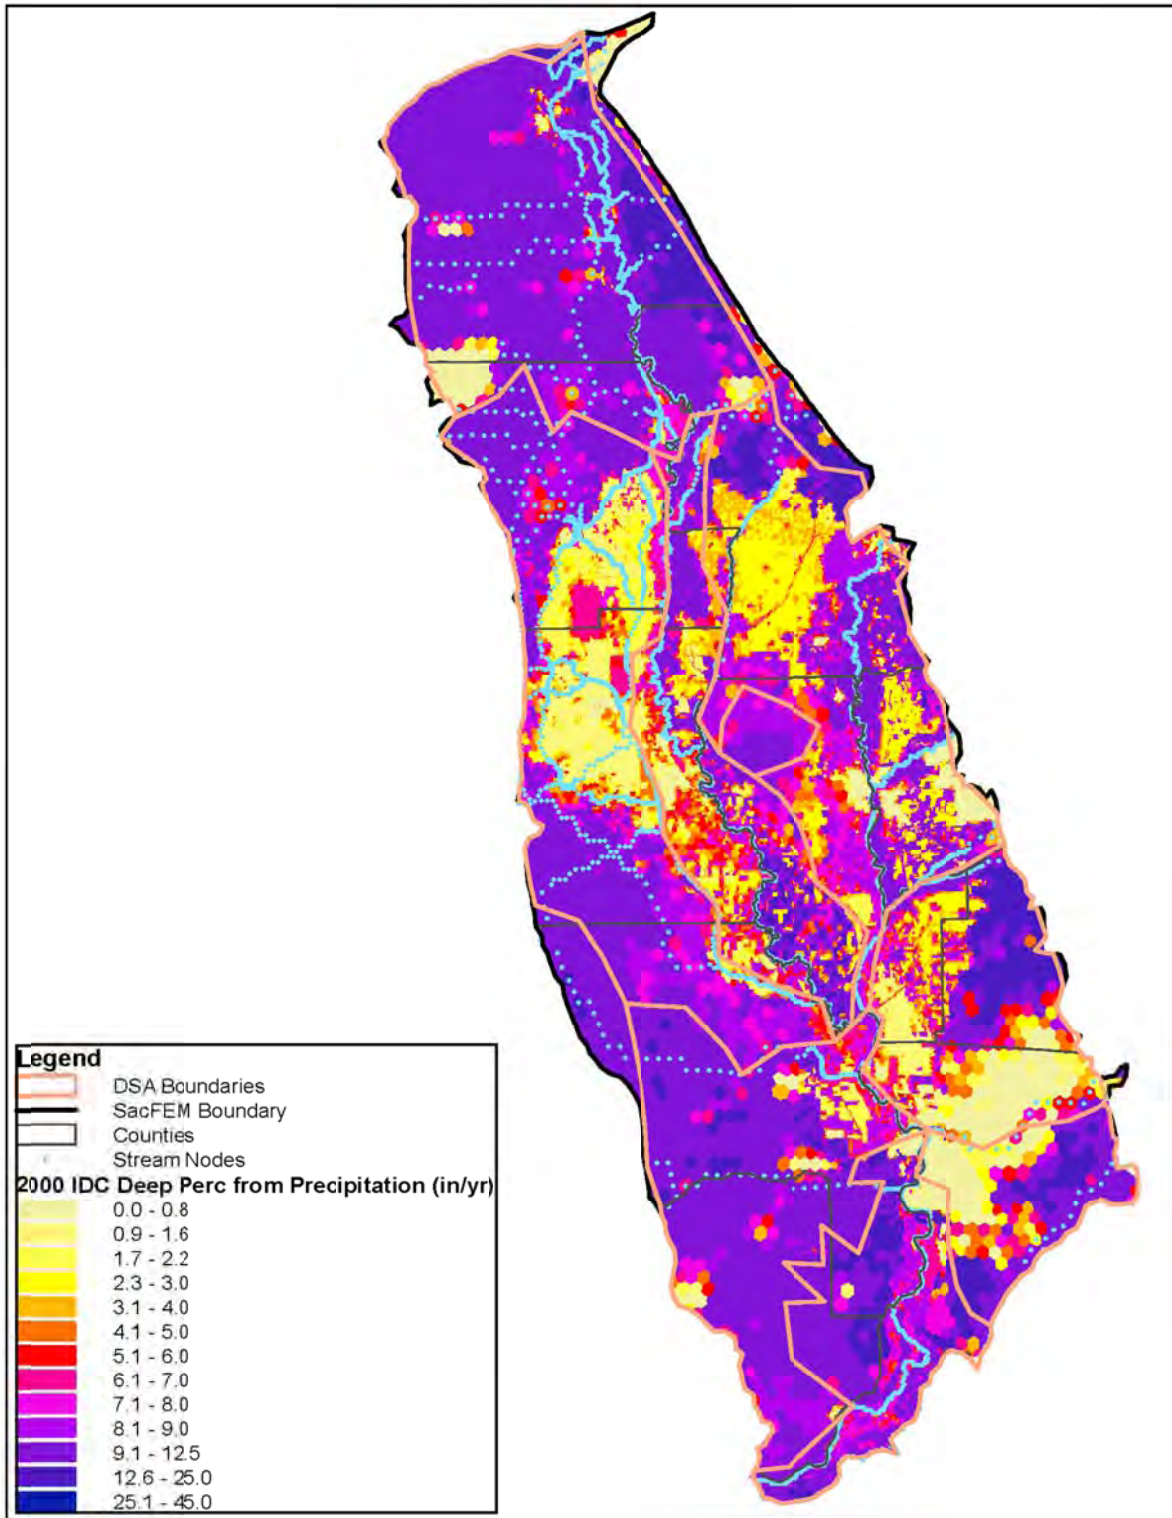 Legend
DSA Boundaries
SacFEM Boundary
Counties
Stream Nodes
2000 IDC Deep Perc from Precipitation (in/yr)
0.0 - 0.8
0.9 - 1.6
1.7 - 2.2
2.3 - 3.0
3.1 - 4.0
4.1 - 5.0
5.1 - 6.0
6.1 - 7.0
7.1 - 8.0
8.1 - 9.0
9.1 - 12.5
12.6 - 25.0
25.1 - 45.0